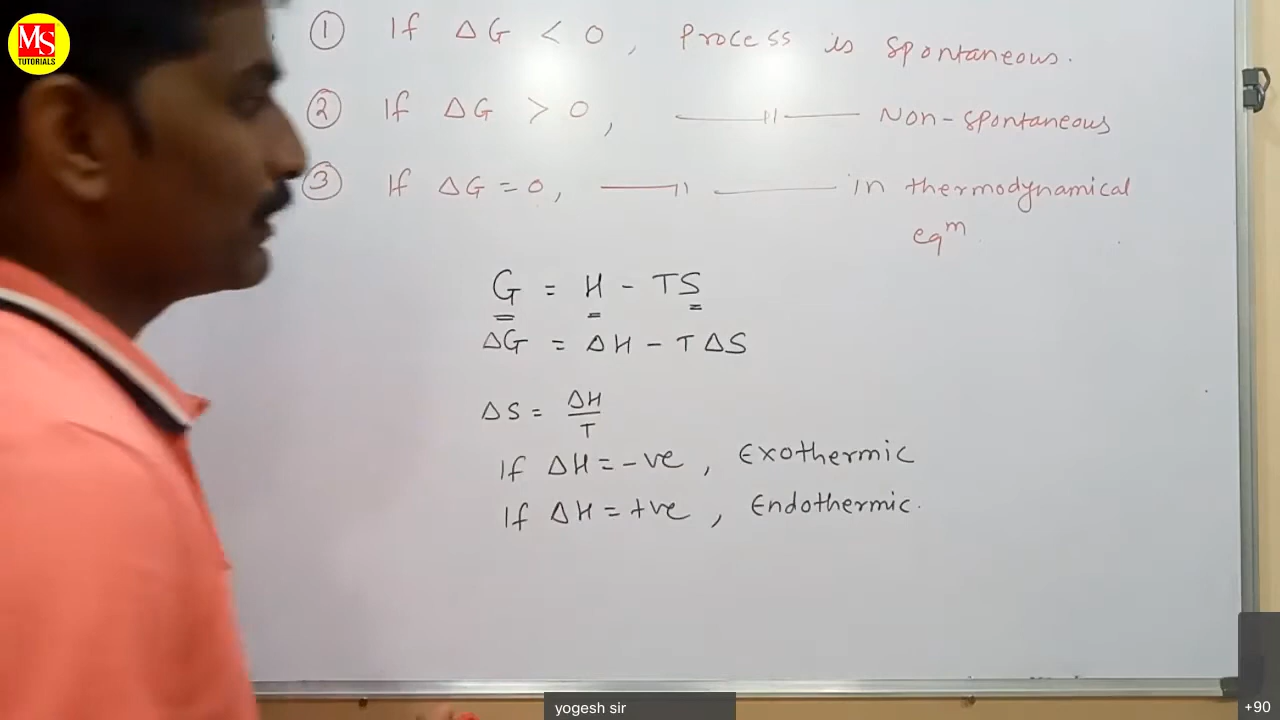 MS
TUTORIALS
① If ΔG < 0, Process is Spontaneous.
② If ΔG > 0, —〃— Non-spontaneous
③ If ΔG = 0, —〃— in thermodynamical
eqᵐ
G = H - TS
ΔG = ΔH - TΔS
ΔS = ΔH/T
If ΔH = -ve, Exothermic
If ΔH = +ve, Endothermic.
yogesh sir
+90